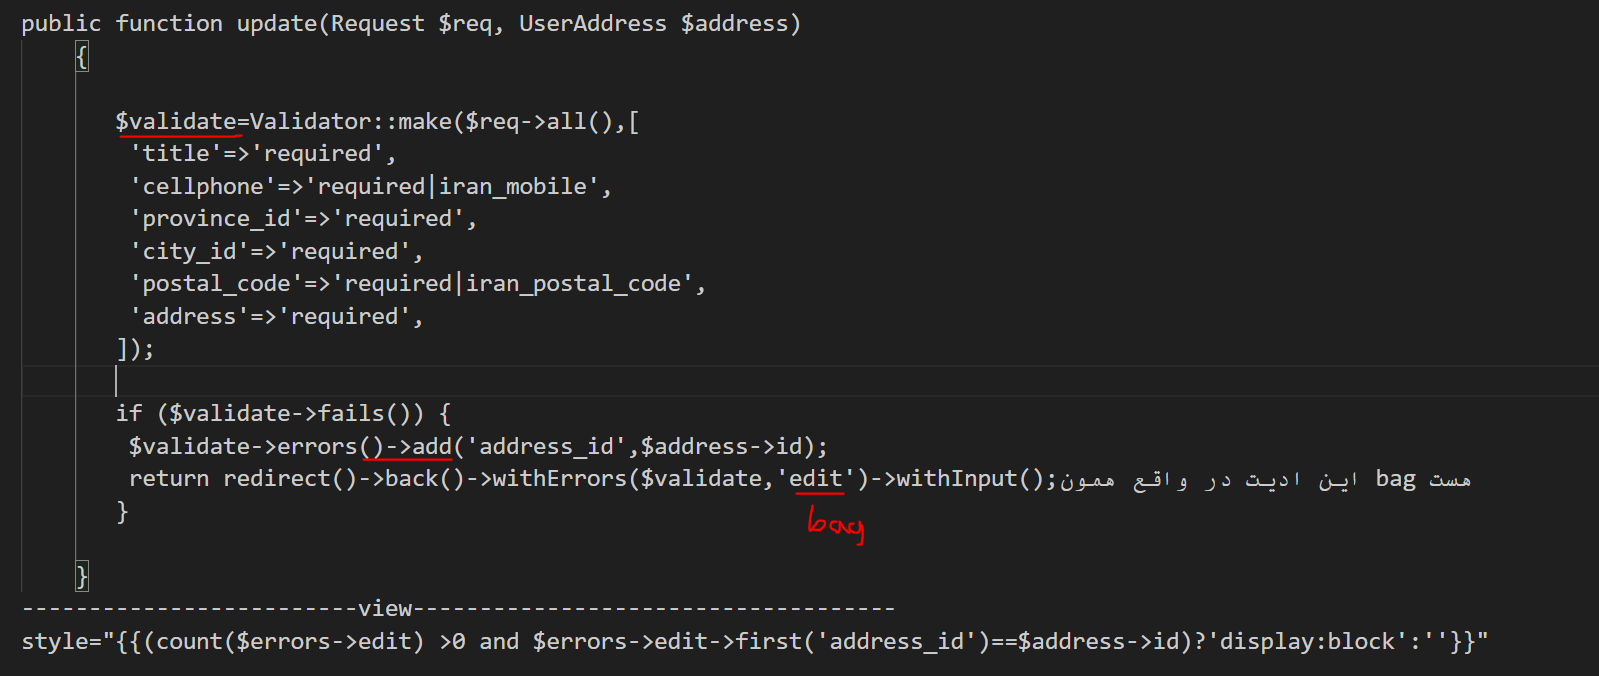 public function update(Request $req, UserAddress $address)
{
$validate=Validator::make($req->all(),[
'title'=>'required',
'cellphone'=>'required|iran_mobile',
'province_id'=>'required',
'city_id'=>'required',
'postal_code'=>'required|iran_postal_code',
'address'=>'required',
]);
if ($validate->fails()) {
$validate->errors()->add('address_id',$address->id);
return redirect()->back()->withErrors($validate,'edit')->withInput();این ادیت در واقع همون bag هست
}
bag
}
---------------------------view------------------------------------
style="{{(count($errors->edit) >0 and $errors->edit->first('address_id')==$address->id)?'display:block':''}}"